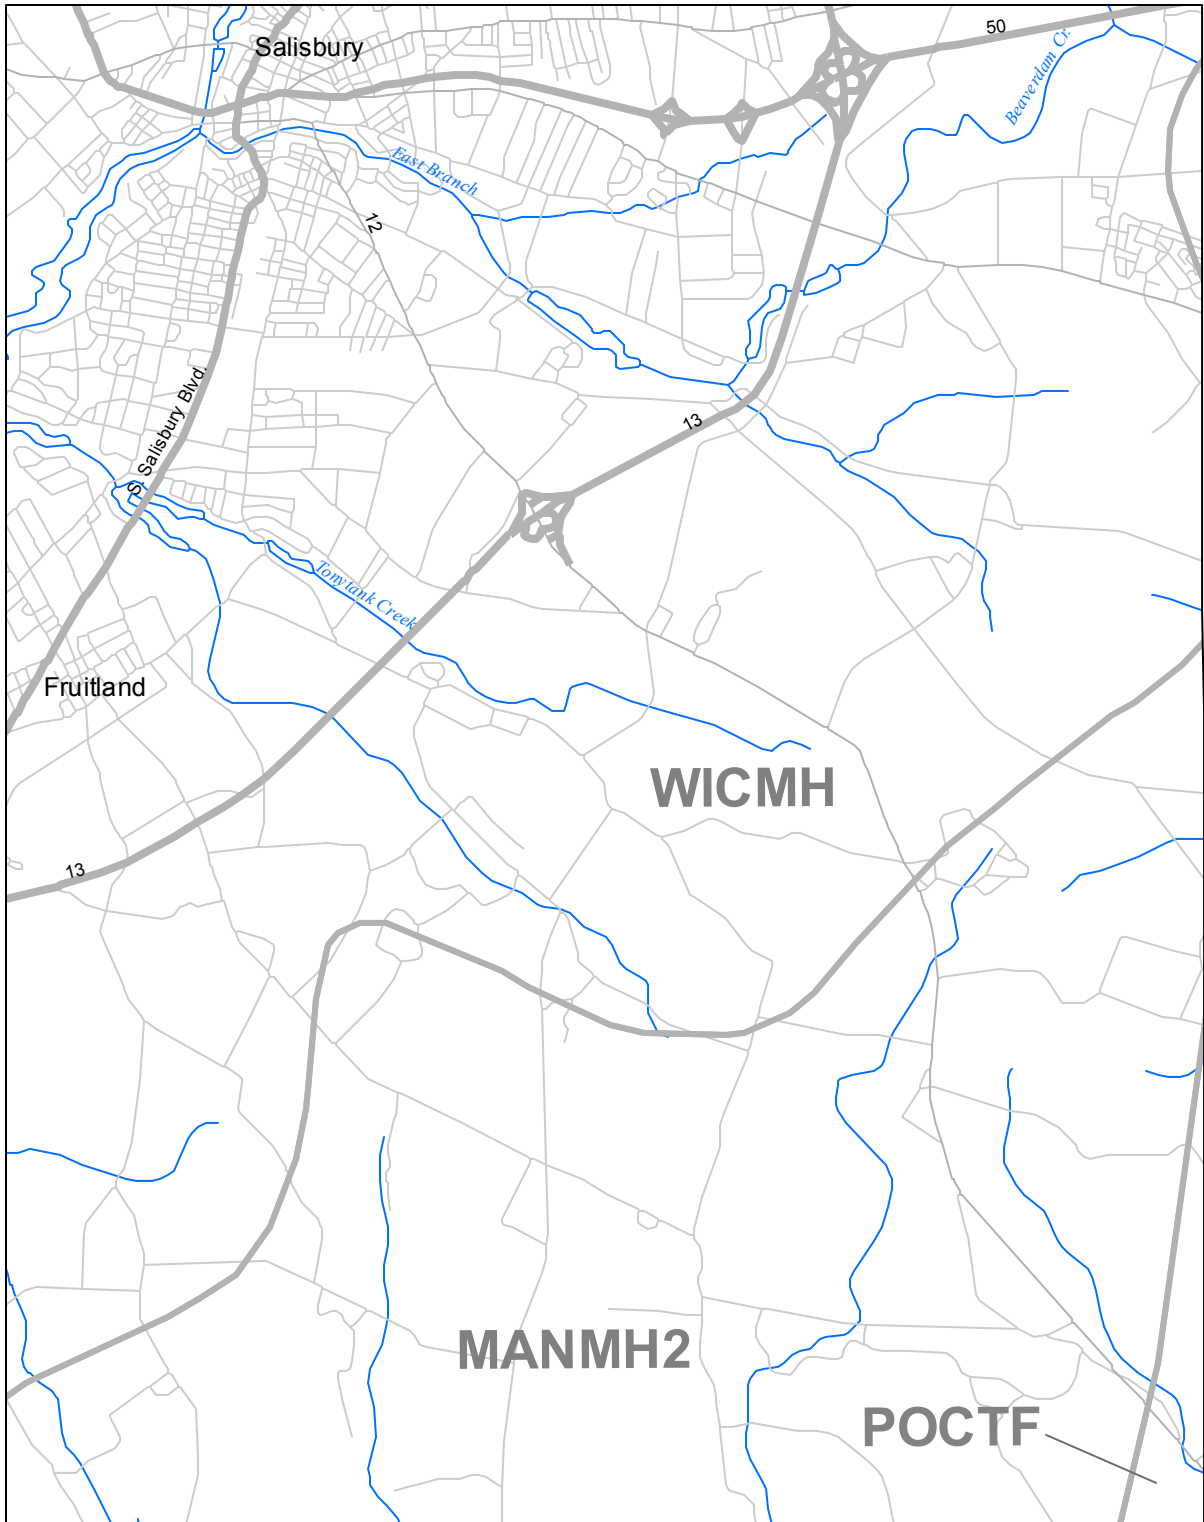 50
Salisbury
Beaverdam Cr.
East Branch
12
S. Salisbury Blvd.
13
Tonytank Creek
Fruitland
WICMH
13
MANMH2
POCTF